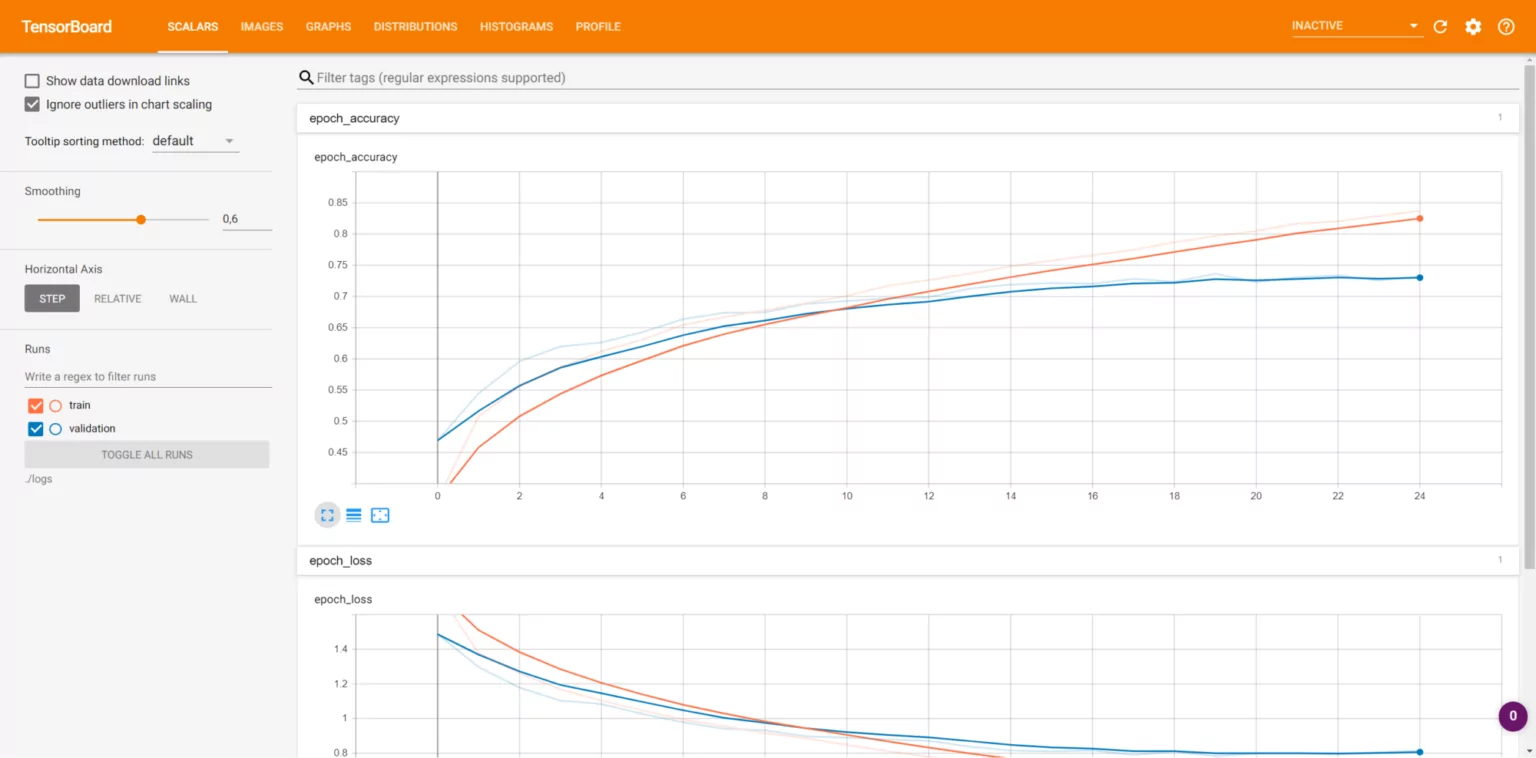 TensorBoard SCALARS IMAGES GRAPHS DISTRIBUTIONS HISTOGRAMS PROFILE INACTIVE
Show data download links
Ignore outliers in chart scaling
Tooltip sorting method: default
Smoothing
0,6
Horizontal Axis
STEP RELATIVE WALL
Runs
Write a regex to filter runs
train
validation
TOGGLE ALL RUNS
./logs
Filter tags (regular expressions supported)
epoch_accuracy 1
epoch_accuracy
0.85
0.8
0.75
0.7
0.65
0.6
0.55
0.5
0.45
0 2 4 6 8 10 12 14 16 18 20 22 24
epoch_loss 1
epoch_loss
1.4
1.2
1
0.8
0